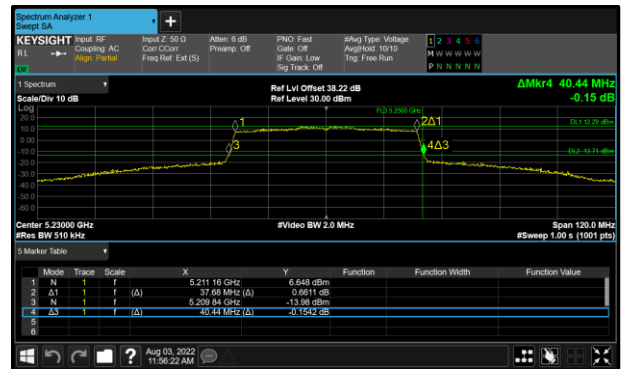 Spectrum Analyzer 1
Swept SA
+
KEYSIGHT Input: RF Input Z: 50 Ω Atten: 6 dB PNO: Fast #Avg Type: Voltage 1 2 3 4 5 6
RL Coupling: AC Corr CCorr Preamp: Off Gate: Off Avg|Hold: 10/10 M W W W W W
Align: Partial Freq Ref: Ext (S) IF Gain: Low Trig: Free Run
Sig Track: Off P N N N N N
1 Spectrum Ref Lvl Offset 38.22 dB ΔMkr4 40.44 MHz
Scale/Div 10 dB Ref Level 30.00 dBm -0.15 dB
Log
FL3 5.2500 GHz
20.0
1 2Δ1 DL1 12.29 dBm
10.0
0.00
3 4Δ3
-10.0 DL2 -13.71 dBm
-20.0
-30.0
-40.0
-50.0
-60.0
Center 5.23000 GHz #Video BW 2.0 MHz Span 120.0 MHz
#Res BW 510 kHz #Sweep 1.00 s (1001 pts)
5 Marker Table
Mode Trace Scale X Y Function Function Width Function Value
1 N 1 f 5.211 16 GHz 6.648 dBm
2 Δ1 1 f (Δ) 37.68 MHz (Δ) 0.6611 dB
3 N 1 f 5.209 84 GHz -13.98 dBm
4 Δ3 1 f (Δ) 40.44 MHz (Δ) -0.1542 dB
5
6
? Aug 03, 2022
11:56:22 AM